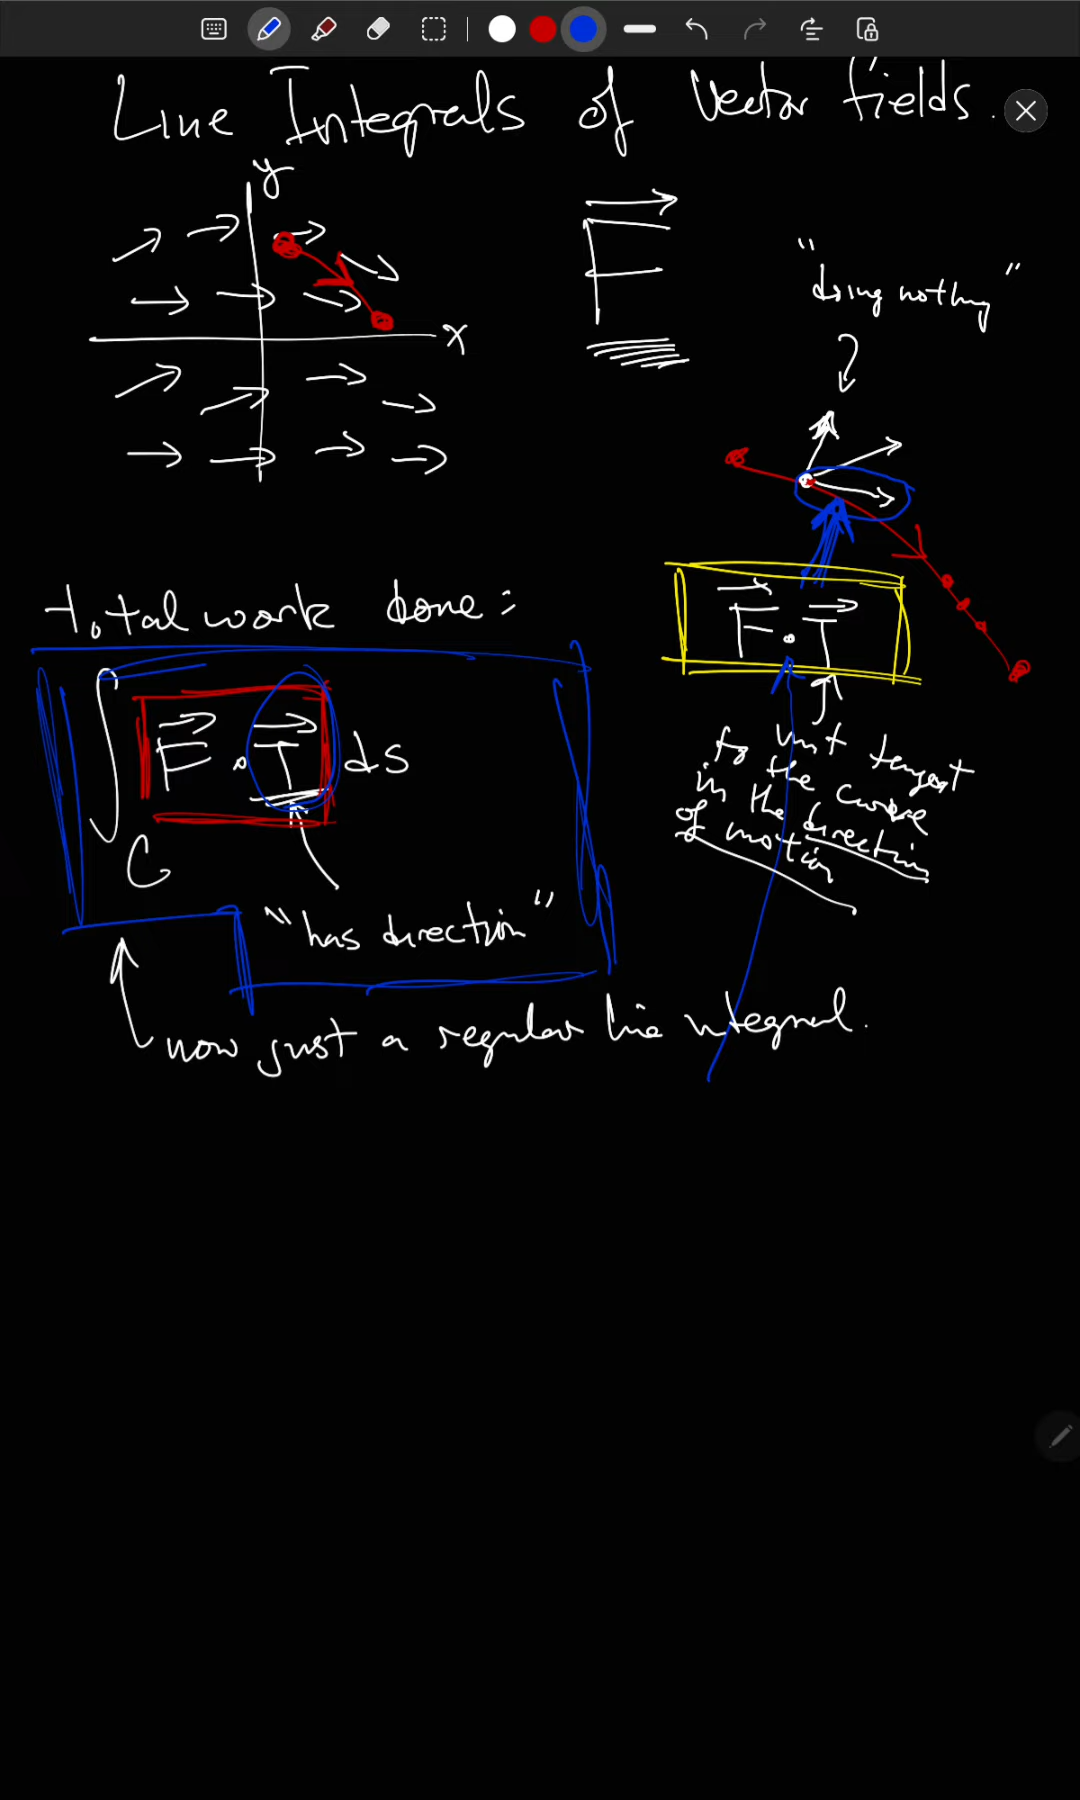 Line Integrals of Vector fields.
y
x
F
"doing nothing"
total work done:
∫ F · T ds
C
"has direction"
now just a regular line integral.
F · T
unit tangent
to the curve
in the direction
of motion